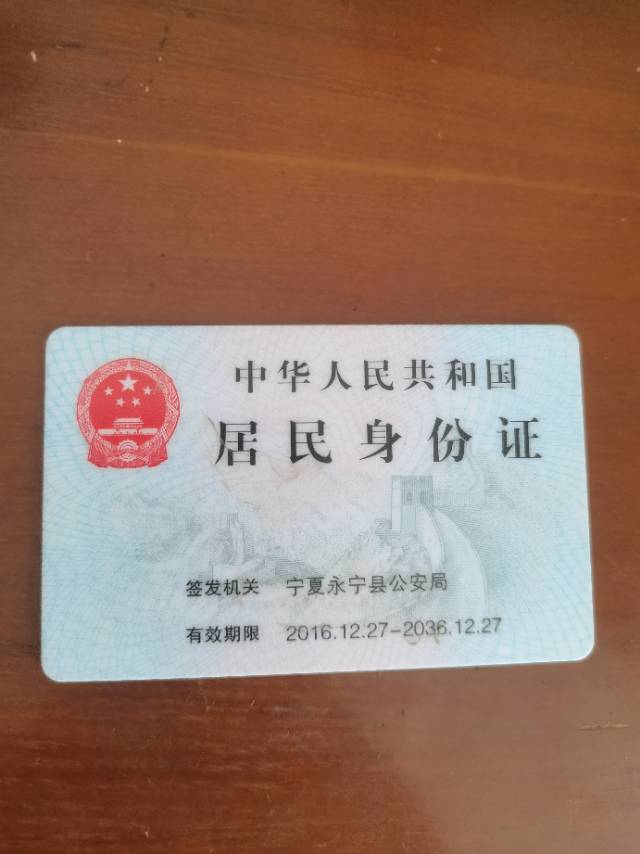 中华人民共和国
居民身份证
签发机关 宁夏永宁县公安局
有效期限 2016.12.27-2036.12.27